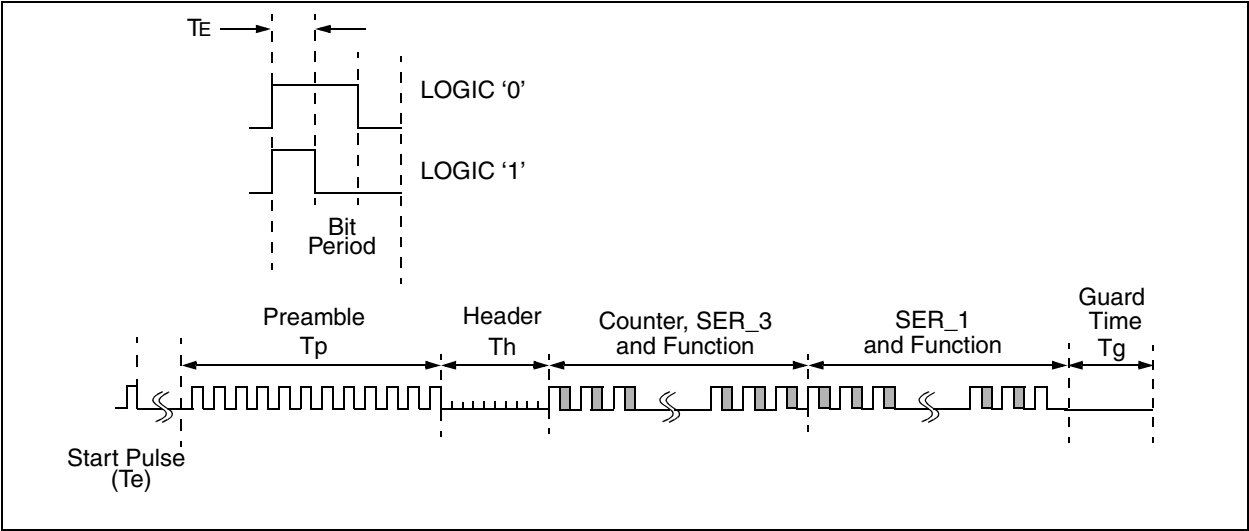 TE
LOGIC ‘0’
LOGIC ‘1’
Bit
Period
Preamble
Tp
Header
Th
Counter, SER_3
and Function
SER_1
and Function
Guard
Time
Tg
Start Pulse
(Te)